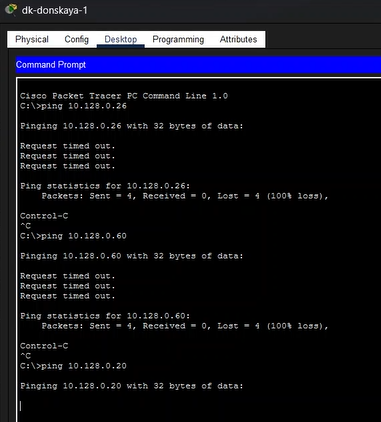 dk-donskaya-1
Physical Config Desktop Programming Attributes
Command Prompt
Cisco Packet Tracer PC Command Line 1.0
C:\>ping 10.128.0.26
Pinging 10.128.0.26 with 32 bytes of data:
Request timed out.
Request timed out.
Request timed out.
Ping statistics for 10.128.0.26:
Packets: Sent = 4, Received = 0, Lost = 4 (100% loss),
Control-C
^C
C:\>ping 10.128.0.60
Pinging 10.128.0.60 with 32 bytes of data:
Request timed out.
Request timed out.
Request timed out.
Ping statistics for 10.128.0.60:
Packets: Sent = 4, Received = 0, Lost = 4 (100% loss),
Control-C
^C
C:\>ping 10.128.0.20
Pinging 10.128.0.20 with 32 bytes of data: